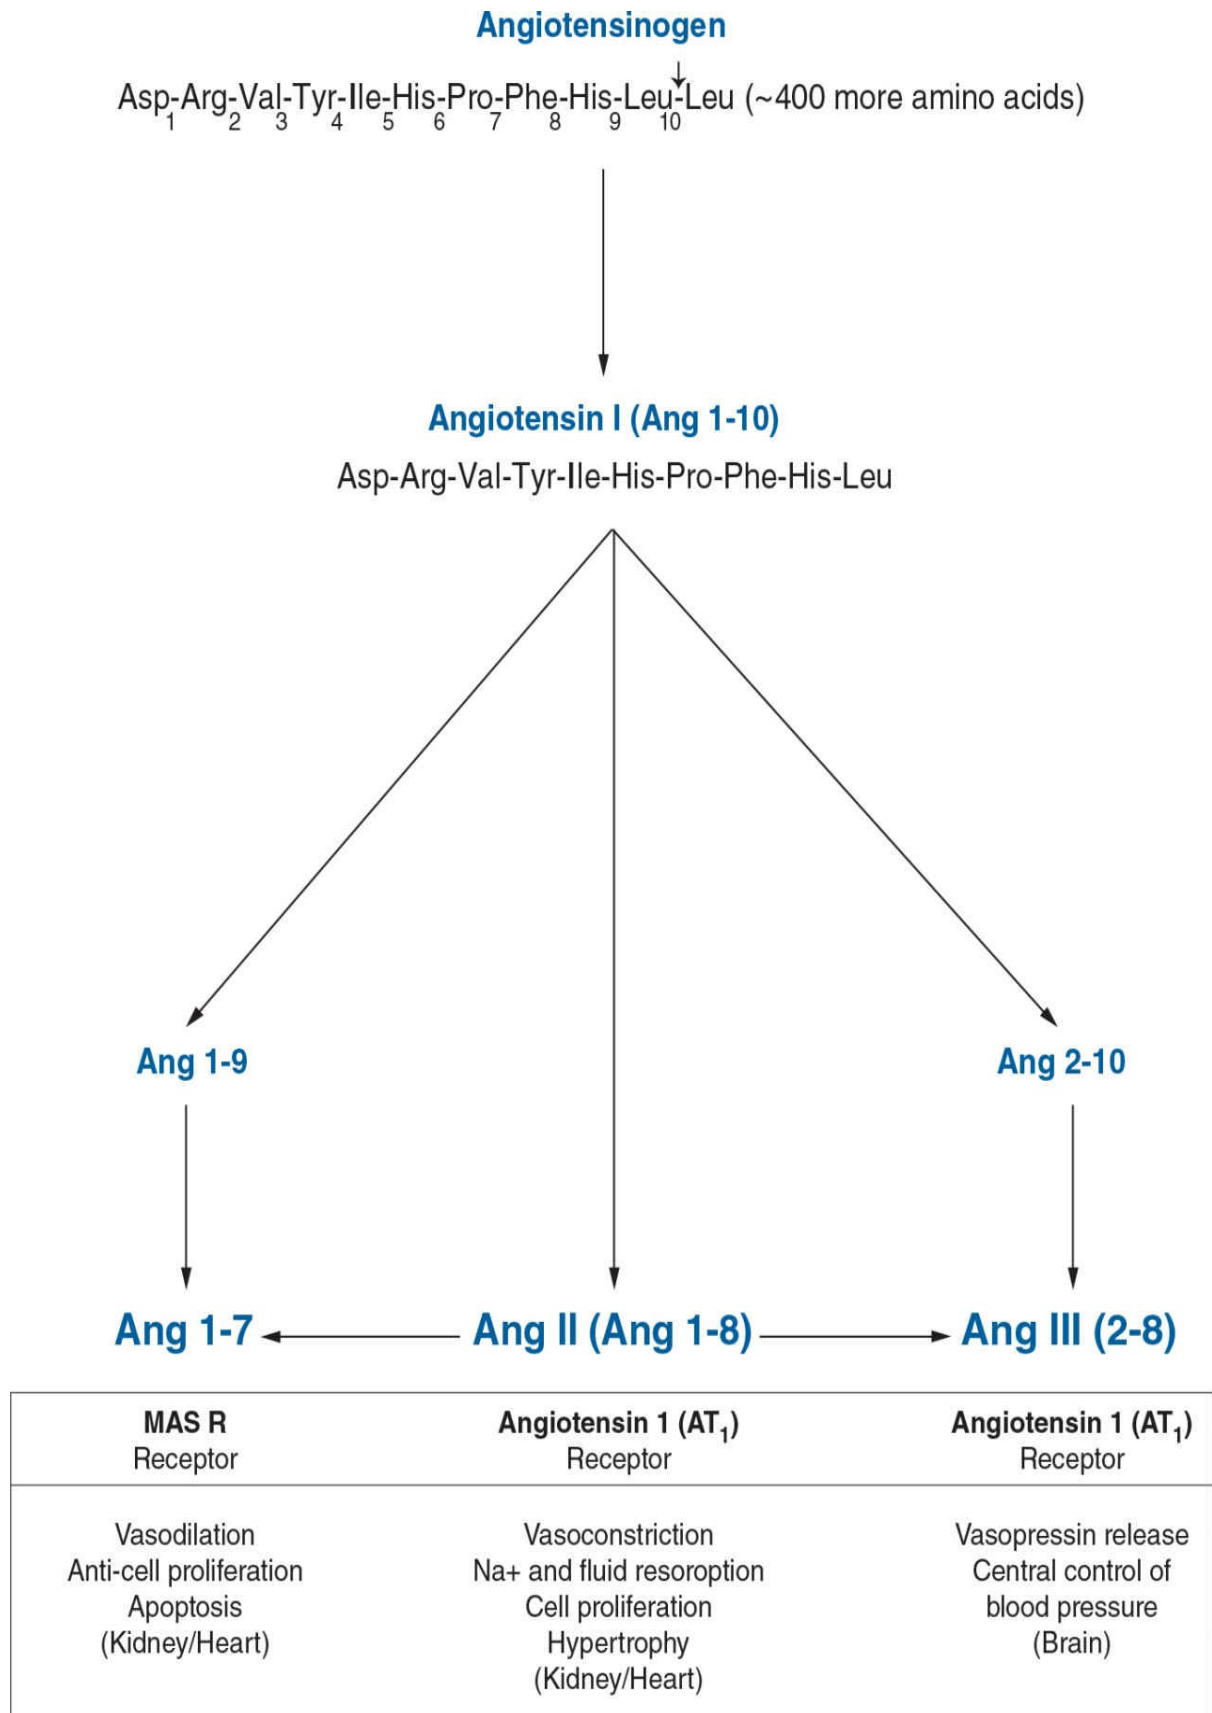 Angiotensinogen
Asp-Arg-Val-Tyr-Ile-His-Pro-Phe-His-Leu-Leu (~400 more amino acids)
1 2 3 4 5 6 7 8 9 10
Angiotensin I (Ang 1-10)
Asp-Arg-Val-Tyr-Ile-His-Pro-Phe-His-Leu
Ang 1-9
Ang 2-10
Ang 1-7
Ang II (Ang 1-8)
Ang III (2-8)
MAS R
Receptor
Angiotensin 1 (AT₁)
Receptor
Angiotensin 1 (AT₁)
Receptor
Vasodilation
Anti-cell proliferation
Apoptosis
(Kidney/Heart)
Vasoconstriction
Na+ and fluid resoroption
Cell proliferation
Hypertrophy
(Kidney/Heart)
Vasopressin release
Central control of
blood pressure
(Brain)